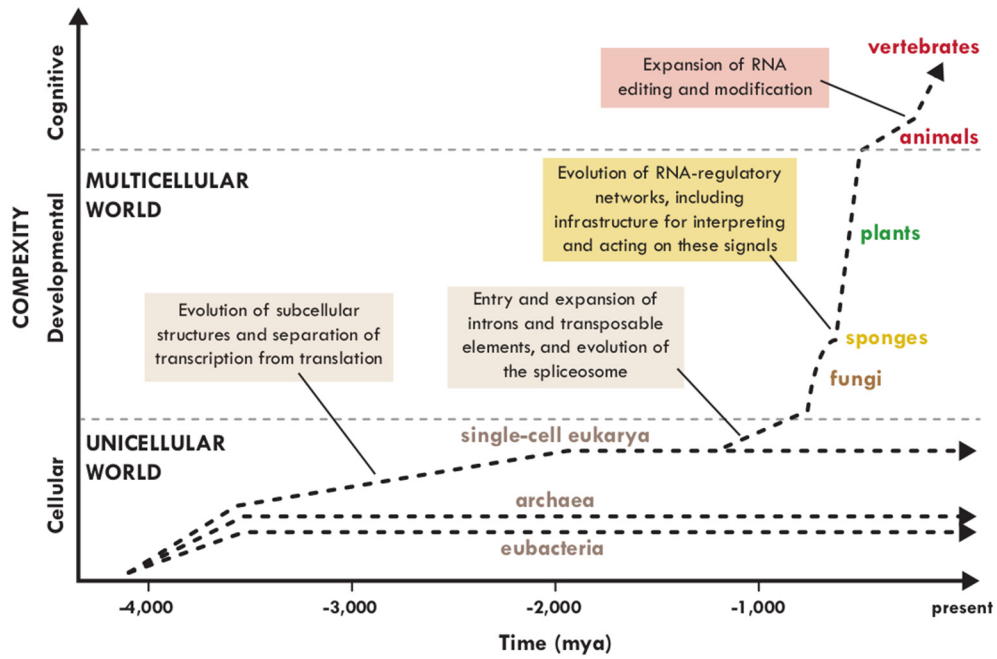 vertebrates
Expansion of RNA
editing and modification
Cognitive
animals
MULTICELLULAR
WORLD
Evolution of RNA-regulatory
networks, including
infrastructure for interpreting
and acting on these signals
COMPEXITY
Developmental
plants
Evolution of subcellular
structures and separation of
transcription from translation
Entry and expansion of
introns and transposable
elements, and evolution of
the spliceosome
sponges
fungi
UNICELLULAR
WORLD
single-cell eukarya
Cellular
archaea
eubacteria
-4,000 -3,000 -2,000 -1,000 present
Time (mya)